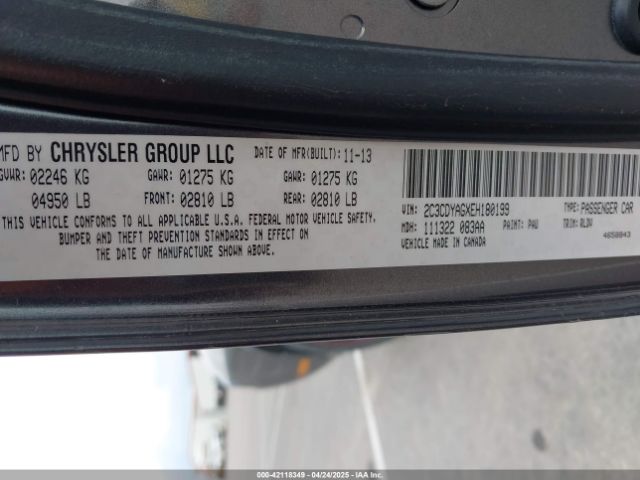 MFD BY CHRYSLER GROUP LLC DATE OF MFR(BUILT): 11-13
GVWR: 02246 KG GAWR: 01275 KG GAWR: 01275 KG
04950 LB FRONT: 02810 LB REAR: 02810 LB
THIS VEHICLE CONFORMS TO ALL APPLICABLE U.S.A. FEDERAL MOTOR VEHICLE SAFETY,
BUMPER AND THEFT PREVENTION STANDARDS IN EFFECT ON
THE DATE OF MANUFACTURE SHOWN ABOVE.
VIN: 2C3CDYAGXEH180199 TYPE: PASSENGER CAR
MDH: 111322 083AA PAINT: PAU TRIM: RLDV
VEHICLE MADE IN CANADA 4658843
000-42118349 | 04/24/2025 - IAA, Inc.